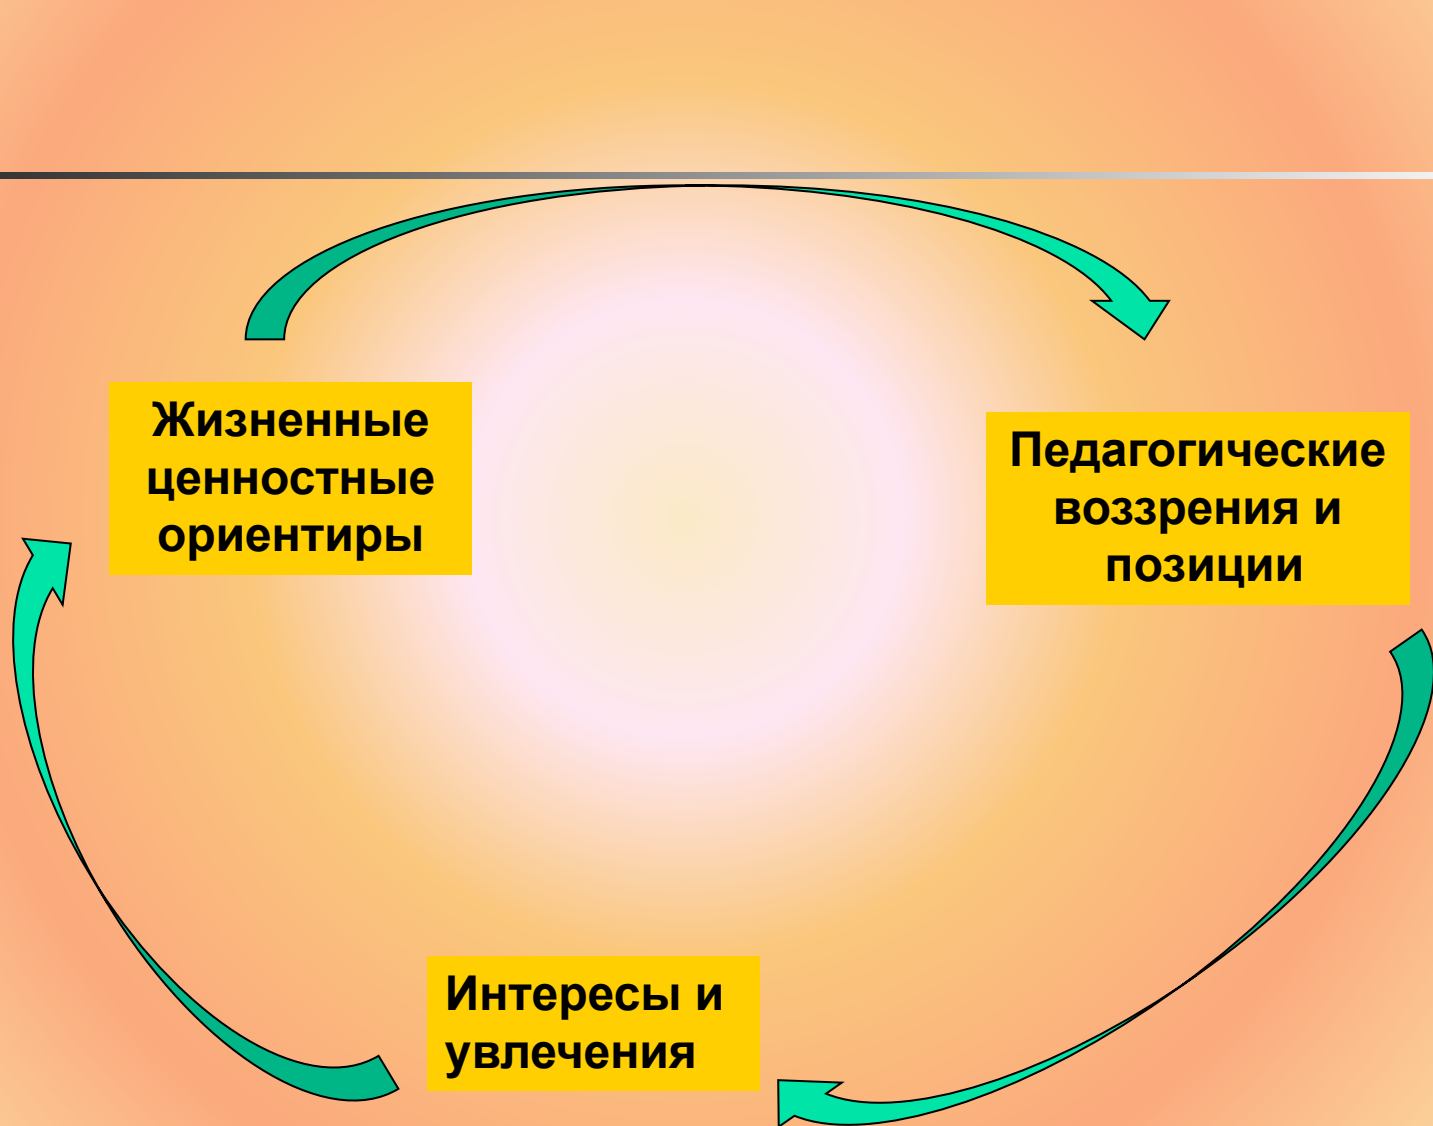 Жизненные
ценностные
ориентиры
Педагогические
воззрения и
позиции
Интересы и
увлечения